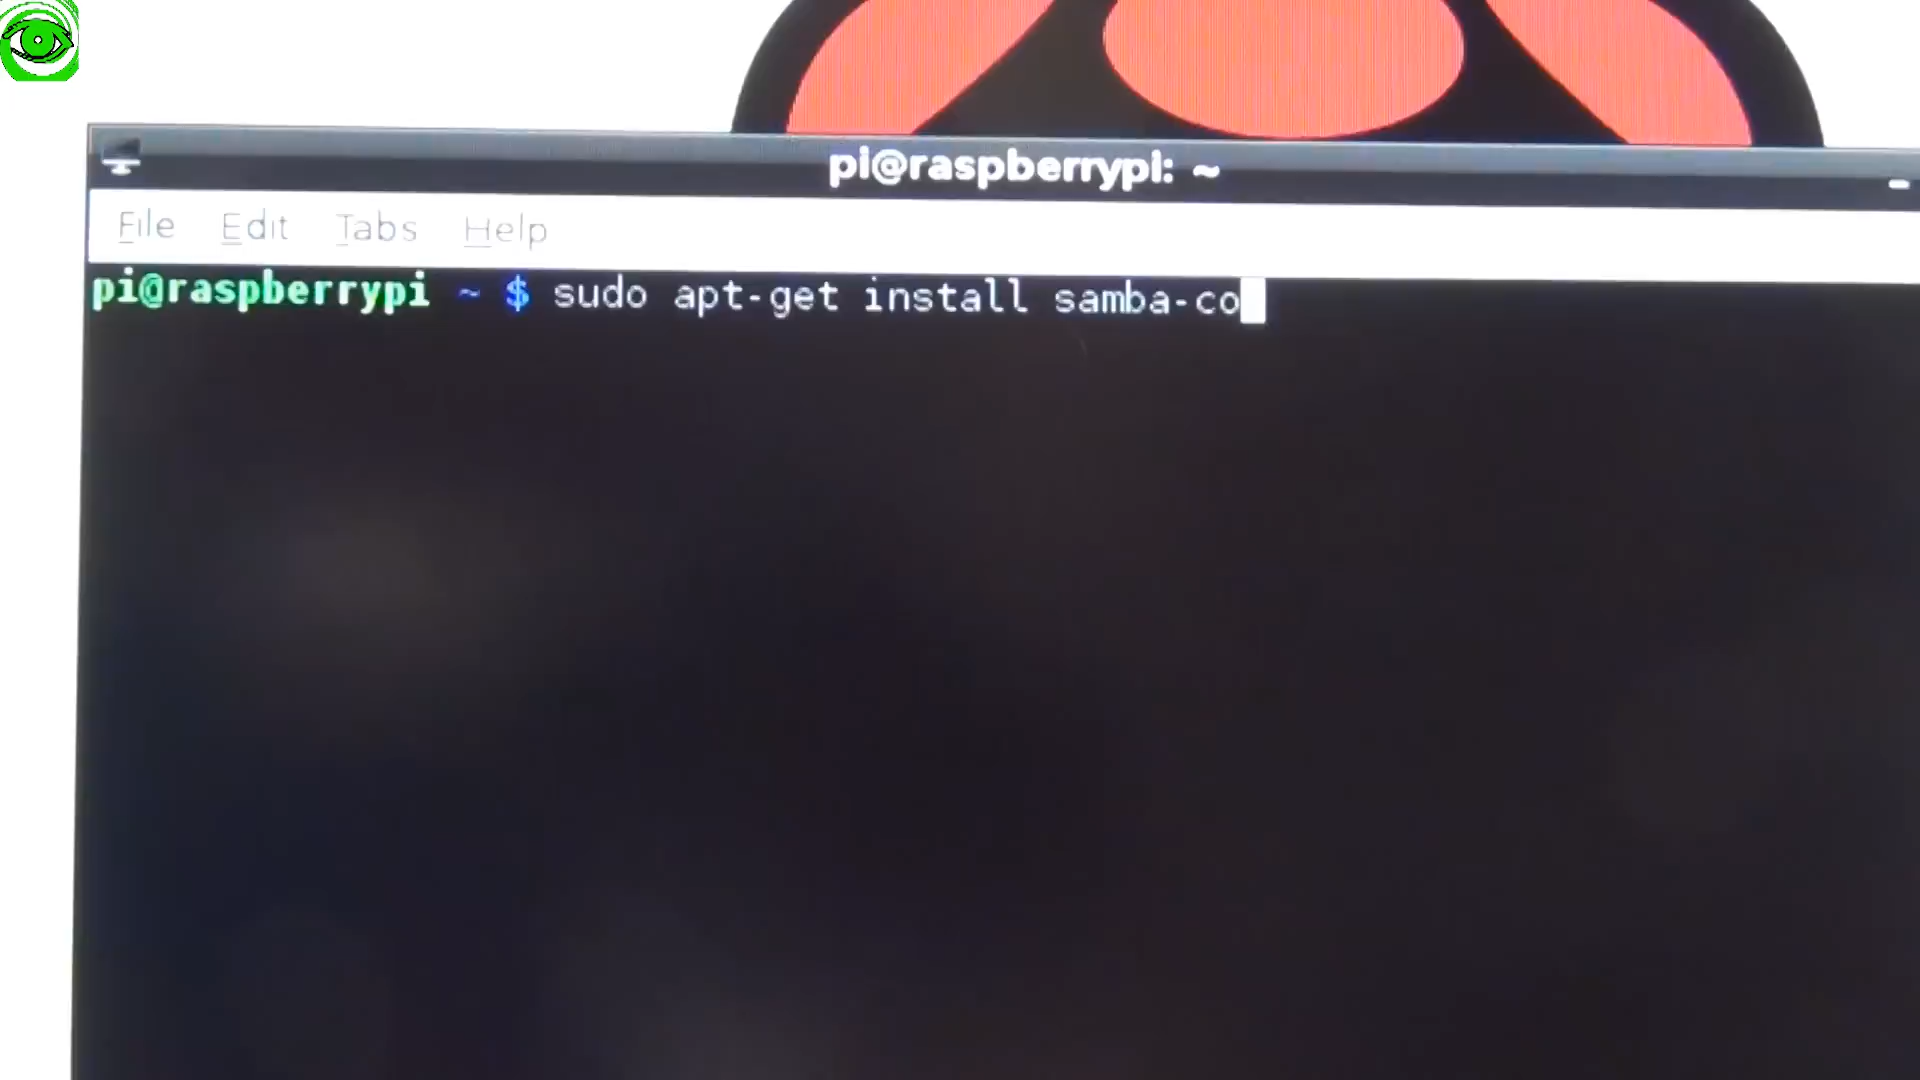 pi@raspberrypi: ~
File Edit Tabs Help
pi@raspberrypi ~ $ sudo apt-get install samba-co